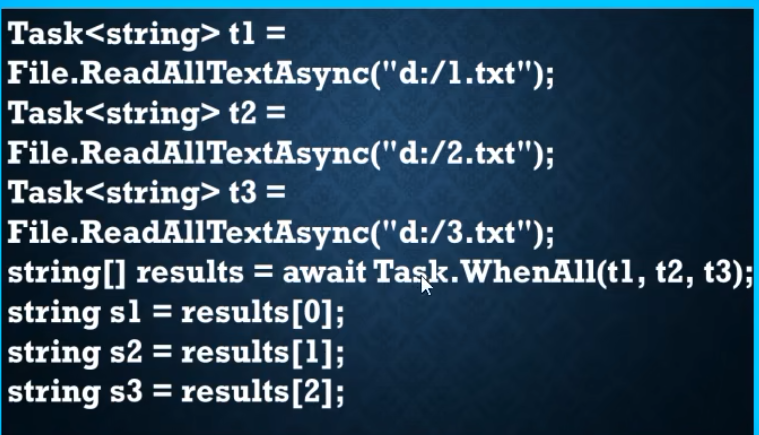 Task<string> t1 =
File.ReadAllTextAsync("d:/1.txt");
Task<string> t2 =
File.ReadAllTextAsync("d:/2.txt");
Task<string> t3 =
File.ReadAllTextAsync("d:/3.txt");
string[] results = await Task.WhenAll(t1, t2, t3);
string s1 = results[0];
string s2 = results[1];
string s3 = results[2];